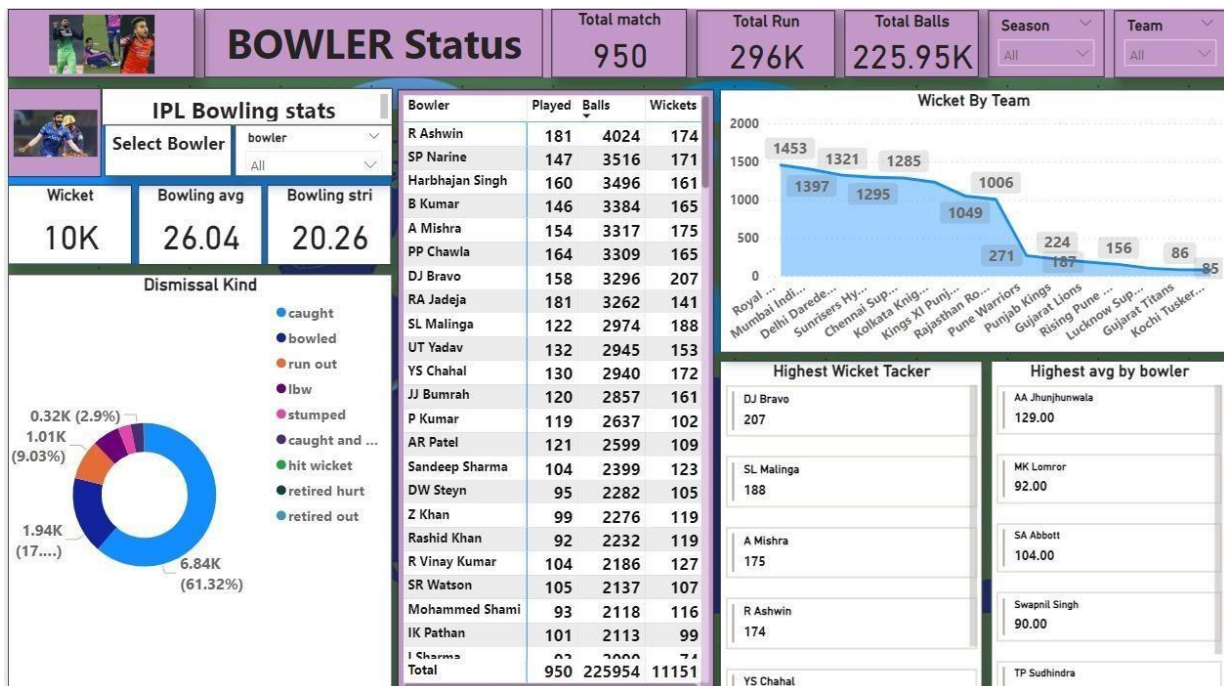 BOWLER Status
Total match
950
Total Run
296K
Total Balls
225.95K
Season
All
Team
All
IPL Bowling stats
Select Bowler
bowler
All
Wicket
10K
Bowling avg
26.04
Bowling stri
20.26
Dismissal Kind
caught
bowled
run out
lbw
stumped
caught and ...
hit wicket
retired hurt
retired out
0.32K (2.9%)
1.01K
(9.03%)
1.94K
(17....)
6.84K
(61.32%)
Bowler Played Balls Wickets
R Ashwin 181 4024 174
SP Narine 147 3516 171
Harbhajan Singh 160 3496 161
B Kumar 146 3384 165
A Mishra 154 3317 175
PP Chawla 164 3309 165
DJ Bravo 158 3296 207
RA Jadeja 181 3262 141
SL Malinga 122 2974 188
UT Yadav 132 2945 153
YS Chahal 130 2940 172
JJ Bumrah 120 2857 161
P Kumar 119 2637 102
AR Patel 121 2599 109
Sandeep Sharma 104 2399 123
DW Steyn 95 2282 105
Z Khan 99 2276 119
Rashid Khan 92 2232 119
R Vinay Kumar 104 2186 127
SR Watson 105 2137 107
Mohammed Shami 93 2118 116
IK Pathan 101 2113 99
I Sharma
Total 950 225954 11151
Wicket By Team
2000
1500
1000
500
0
1453
1397
1321
1295
1285
1049
1006
271
224
187
156
86
85
Royal ...
Mumbai Indi...
Delhi Darede...
Sunrisers Hy...
Chennai Sup...
Kolkata Knig...
Kings XI Punj...
Rajasthan Ro...
Pune Warriors
Punjab Kings
Gujarat Lions
Rising Pune ...
Lucknow Sup...
Gujarat Titans
Kochi Tusker...
Highest Wicket Tacker
DJ Bravo
207
SL Malinga
188
A Mishra
175
R Ashwin
174
YS Chahal
Highest avg by bowler
AA Jhunjhunwala
129.00
MK Lomror
92.00
SA Abbott
104.00
Swapnil Singh
90.00
TP Sudhindra